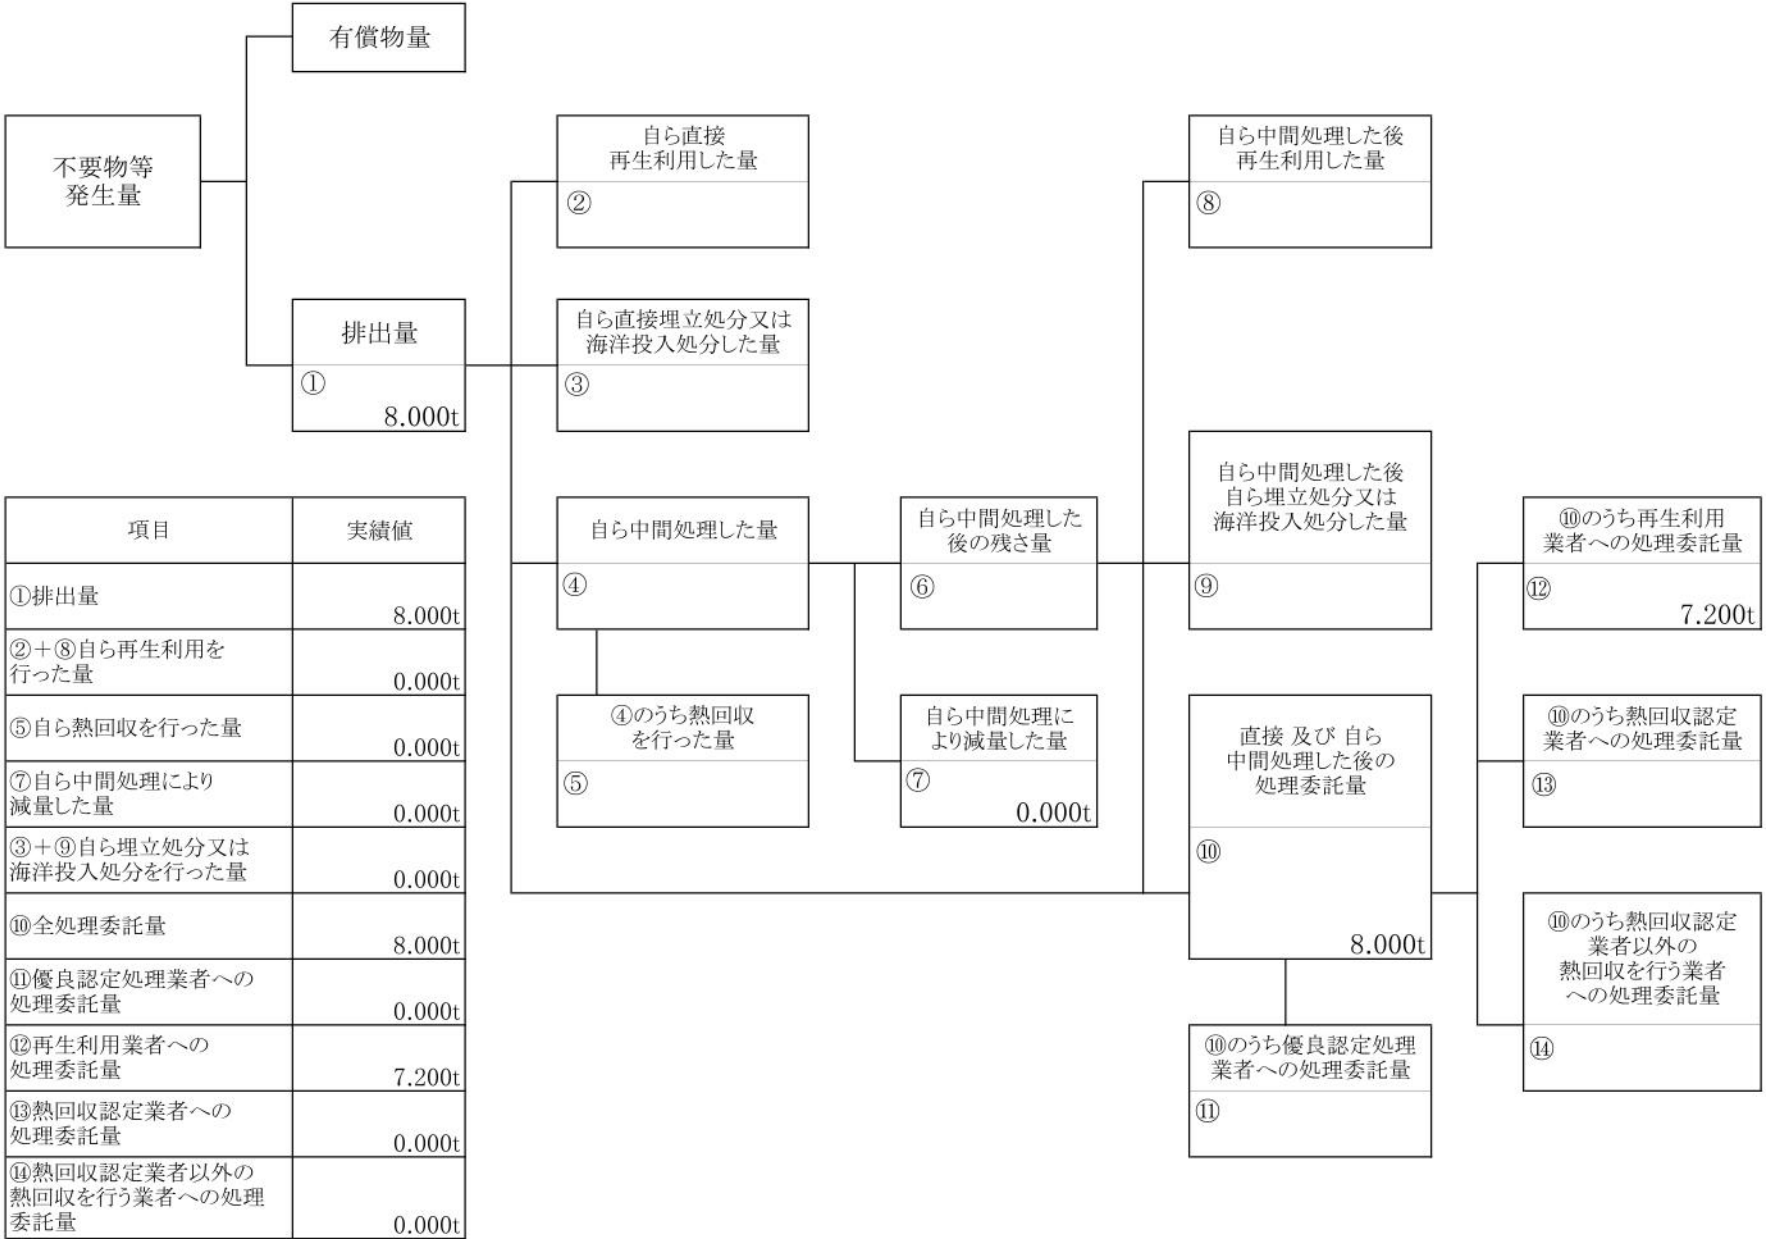 有償物量
不要物等
発生量
自ら直接
再生利用した量
②
自ら中間処理した後
再生利用した量
⑧
排出量
①
8.000t
自ら直接埋立処分又は
海洋投入処分した量
③
自ら中間処理した量
④
自ら中間処理した
後の残さ量
⑥
自ら中間処理した後
自ら埋立処分又は
海洋投入処分した量
⑨
⑩のうち再生利用
業者への処理委託量
⑫
7.200t
④のうち熱回収
を行った量
⑤
自ら中間処理に
より減量した量
⑦
0.000t
直接 及び 自ら
中間処理した後の
処理委託量
⑩
8.000t
⑩のうち熱回収認定
業者への処理委託量
⑬
⑩のうち熱回収認定
業者以外の
熱回収を行う業者
への処理委託量
⑭
⑩のうち優良認定処理
業者への処理委託量
⑪
項目 実績値
①排出量
8.000t
②＋⑧自ら再生利用を
行った量
0.000t
⑤自ら熱回収を行った量
0.000t
⑦自ら中間処理により
減量した量
0.000t
③＋⑨自ら埋立処分又は
海洋投入処分を行った量
0.000t
⑩全処理委託量
8.000t
⑪優良認定処理業者への
処理委託量
0.000t
⑫再生利用業者への
処理委託量
7.200t
⑬熱回収認定業者への
処理委託量
0.000t
⑭熱回収認定業者以外の
熱回収を行う業者への処理
委託量
0.000t